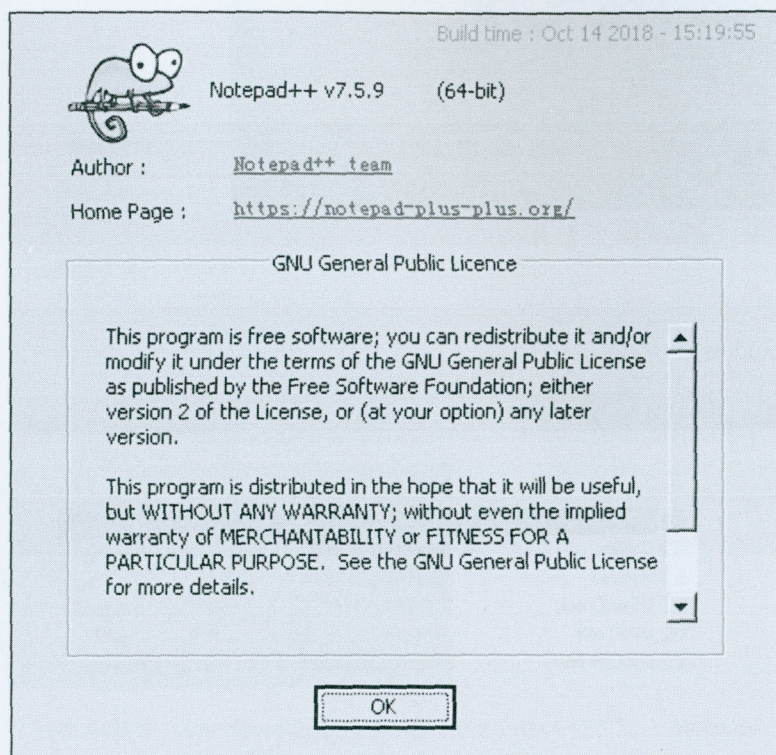 Build time : Oct 14 2018 - 15:19:55
Notepad++ v7.5.9 (64-bit)
Author : Notepad++ team
Home Page : https://notepad-plus-plus.org/
GNU General Public Licence
This program is free software; you can redistribute it and/or
modify it under the terms of the GNU General Public License
as published by the Free Software Foundation; either
version 2 of the License, or (at your option) any later
version.
This program is distributed in the hope that it will be useful,
but WITHOUT ANY WARRANTY; without even the implied
warranty of MERCHANTABILITY or FITNESS FOR A
PARTICULAR PURPOSE. See the GNU General Public License
for more details.
OK